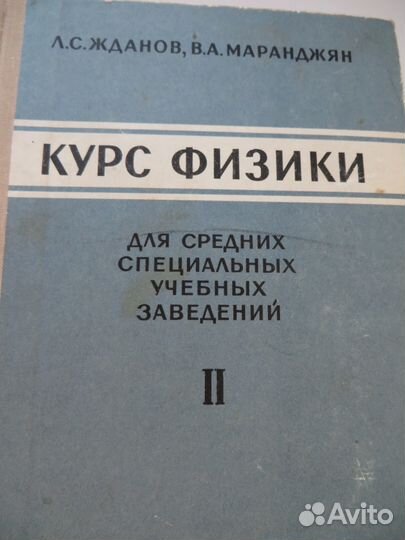 Л.С.ЖДАНОВ, В.А.МАРАНДЖЯН
КУРС ФИЗИКИ
ДЛЯ СРЕДНИХ
СПЕЦИАЛЬНЫХ
УЧЕБНЫХ
ЗАВЕДЕНИЙ
II
Avito